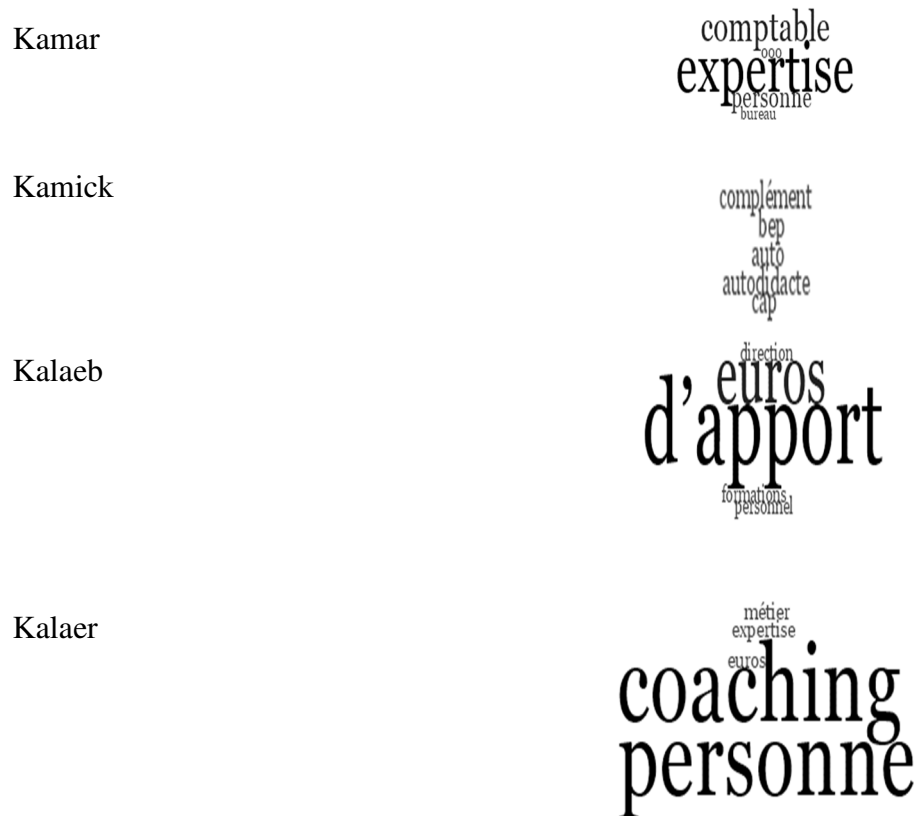 Kamar
comptable
ooo
expertise
personne
bureau
Kamick
complément
bep
auto
autodidacte
cap
Kalaeb
direction
euros
d’apport
formations
personnel
Kalaer
métier
expertise
euros
coaching
personne